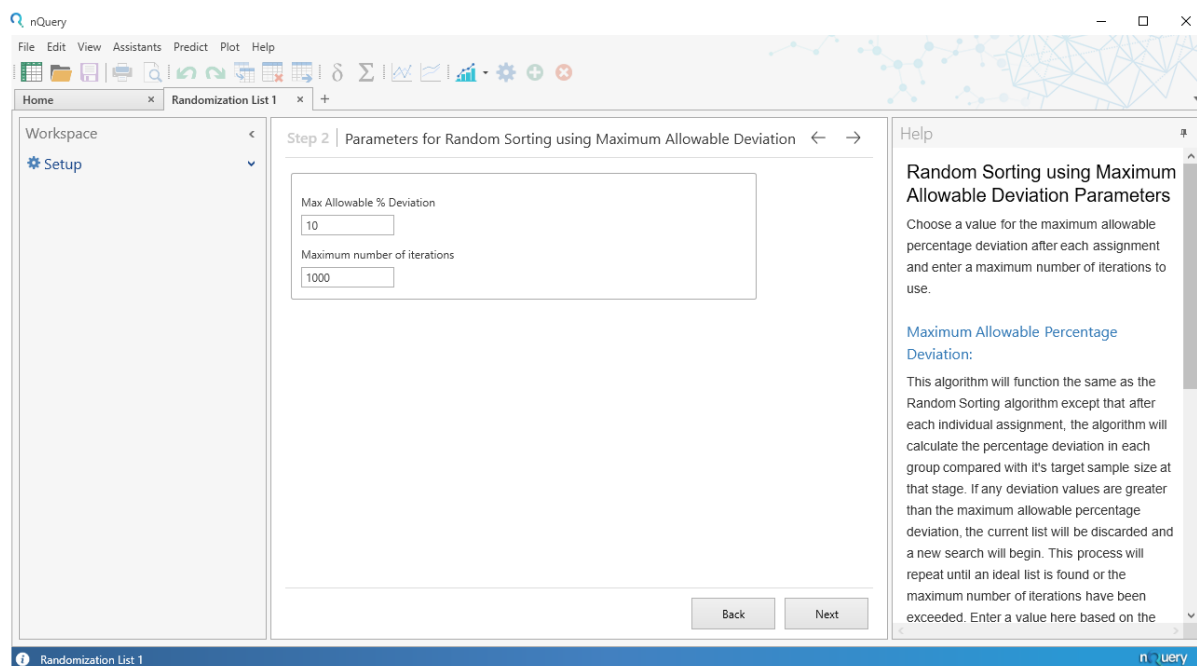 nQuery
File Edit View Assistants Predict Plot Help
Home
Randomization List 1
Workspace
Setup
Step 2 | Parameters for Random Sorting using Maximum Allowable Deviation
Max Allowable % Deviation
10
Maximum number of iterations
1000
Back Next
Help
Random Sorting using Maximum
Allowable Deviation Parameters
Choose a value for the maximum allowable
percentage deviation after each assignment
and enter a maximum number of iterations to
use.
Maximum Allowable Percentage
Deviation:
This algorithm will function the same as the
Random Sorting algorithm except that after
each individual assignment, the algorithm will
calculate the percentage deviation in each
group compared with it's target sample size at
that stage. If any deviation values are greater
than the maximum allowable percentage
deviation, the current list will be discarded and
a new search will begin. This process will
repeat until an ideal list is found or the
maximum number of iterations have been
exceeded. Enter a value here based on the
Randomization List 1
nQuery